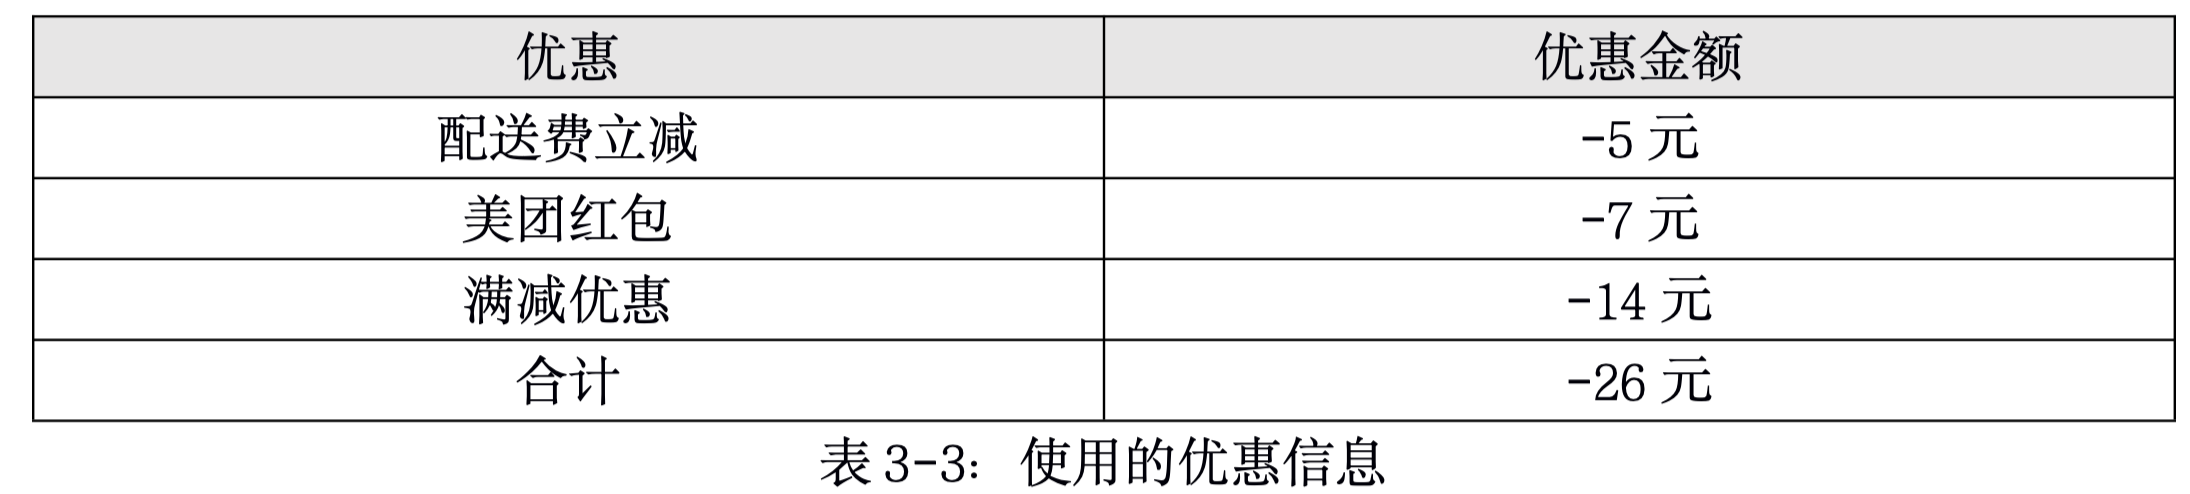 优惠 优惠金额
配送费立减 -5 元
美团红包 -7 元
满减优惠 -14 元
合计 -26 元
表 3-3： 使用的优惠信息